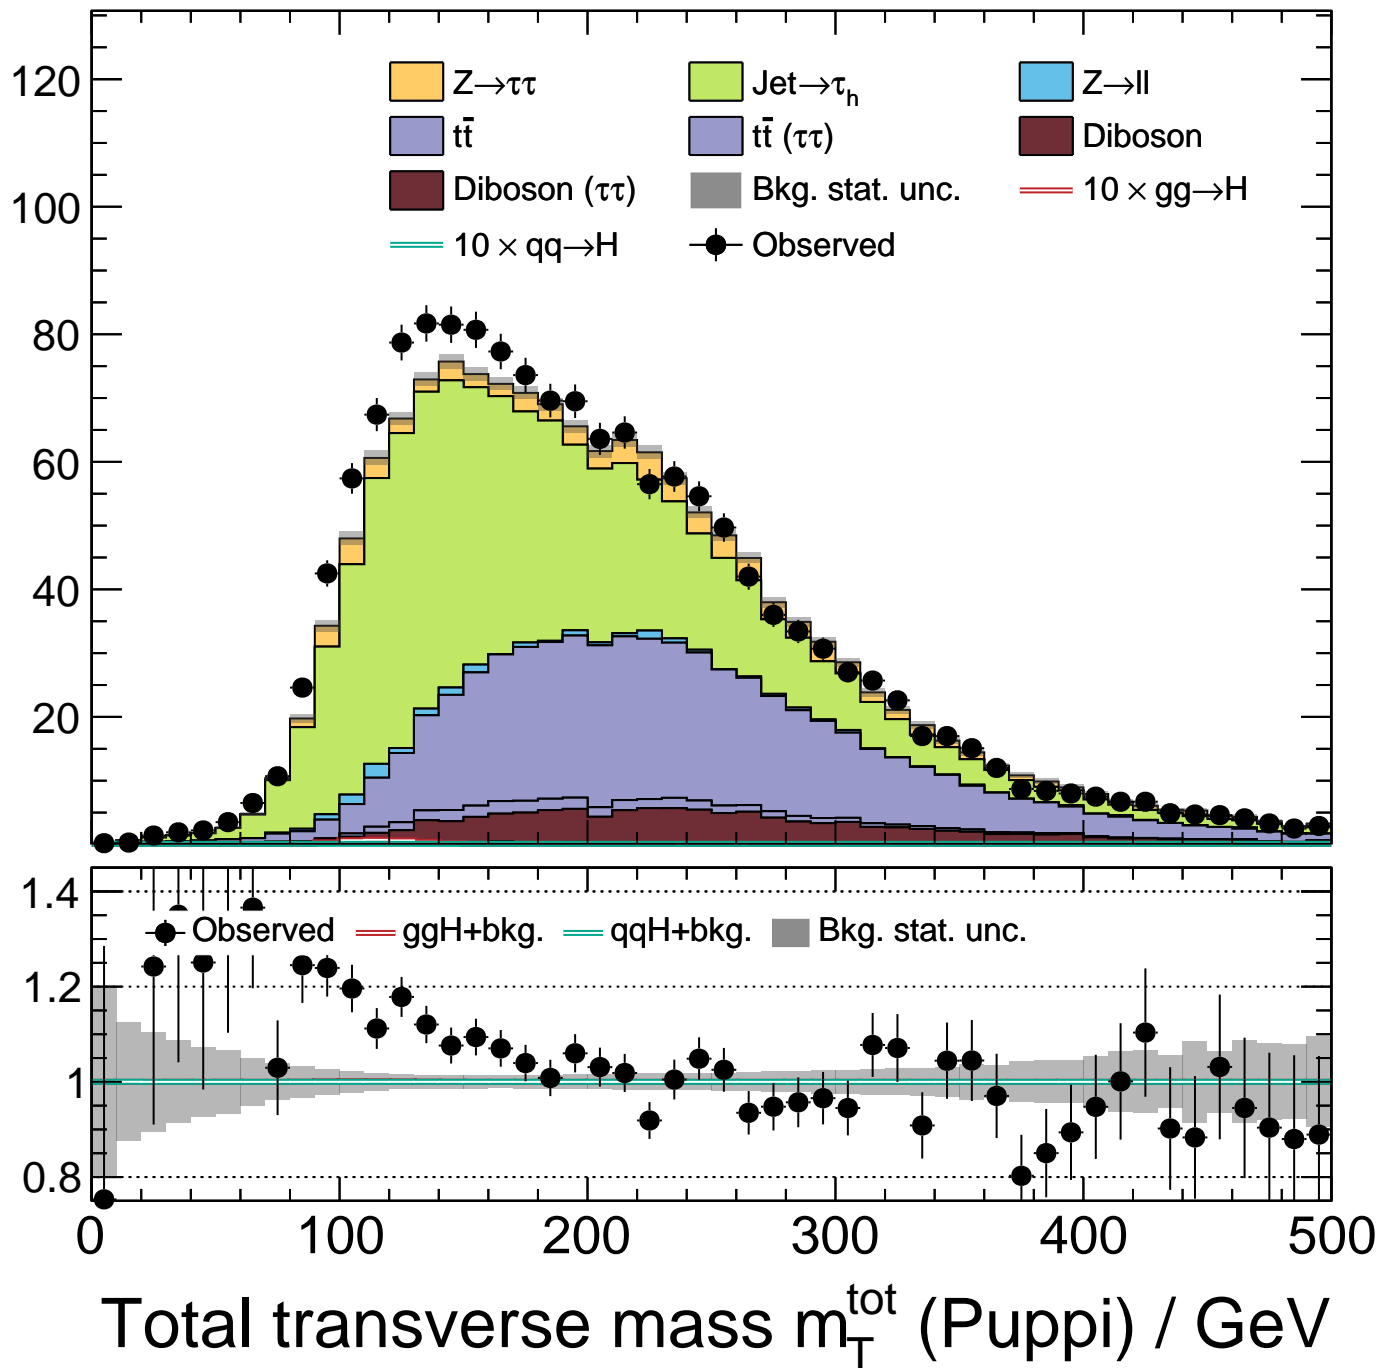 120
100
80
60
40
20
Z→ττ Jet→τh Z→ll
tt̄ tt̄ (ττ) Diboson
Diboson (ττ) Bkg. stat. unc. 10 × gg→H
10 × qq→H Observed
1.4
1.2
1
0.8
Observed ggH+bkg. qqH+bkg. Bkg. stat. unc.
0 100 200 300 400 500
Total transverse mass m_T^tot (Puppi) / GeV